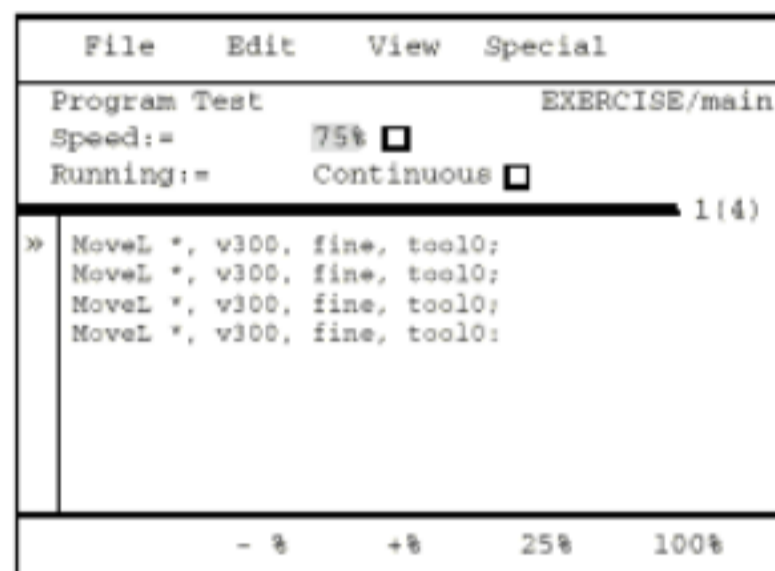 File Edit View Special
Program Test EXERCISE/main
Speed:= 75%
Running:= Continuous
1(4)
» MoveL *, v300, fine, tool0;
MoveL *, v300, fine, tool0;
MoveL *, v300, fine, tool0;
MoveL *, v300, fine, tool0:
- % +% 25% 100%